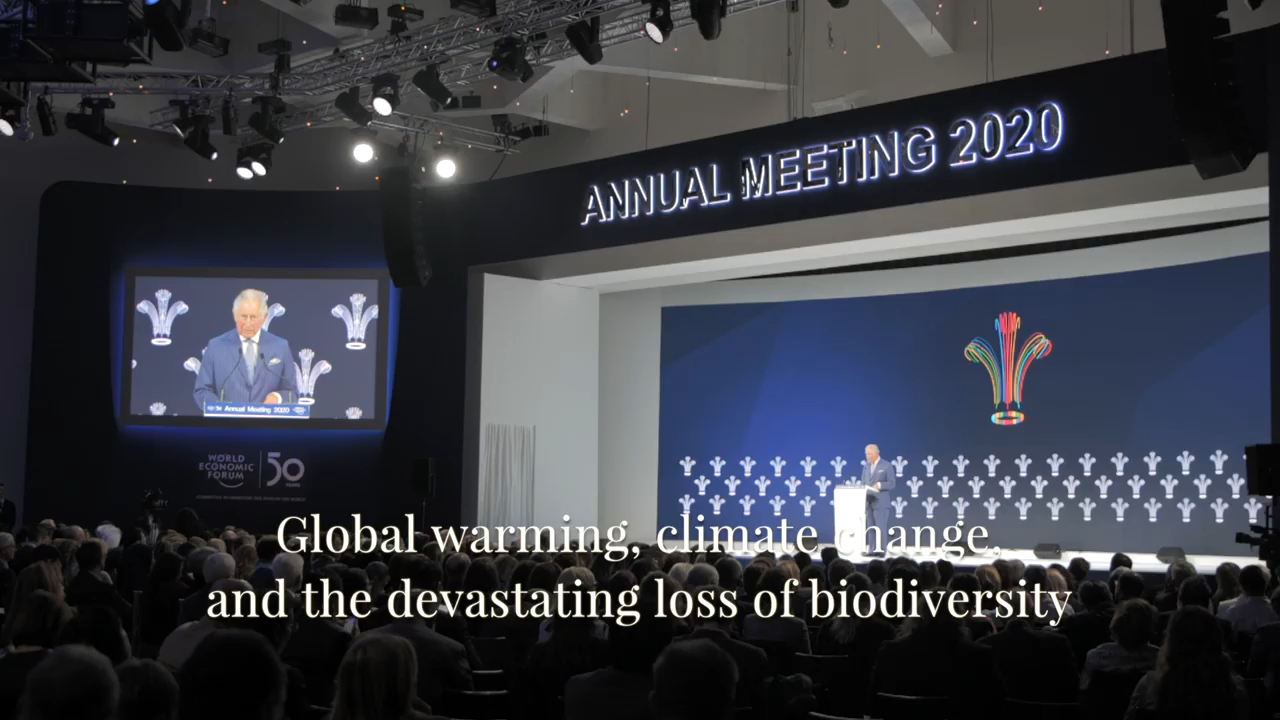 ANNUAL MEETING 2020
Annual Meeting 2020
WORLD
ECONOMIC
FORUM
50
YEARS
Global warming, climate change,
and the devastating loss of biodiversity